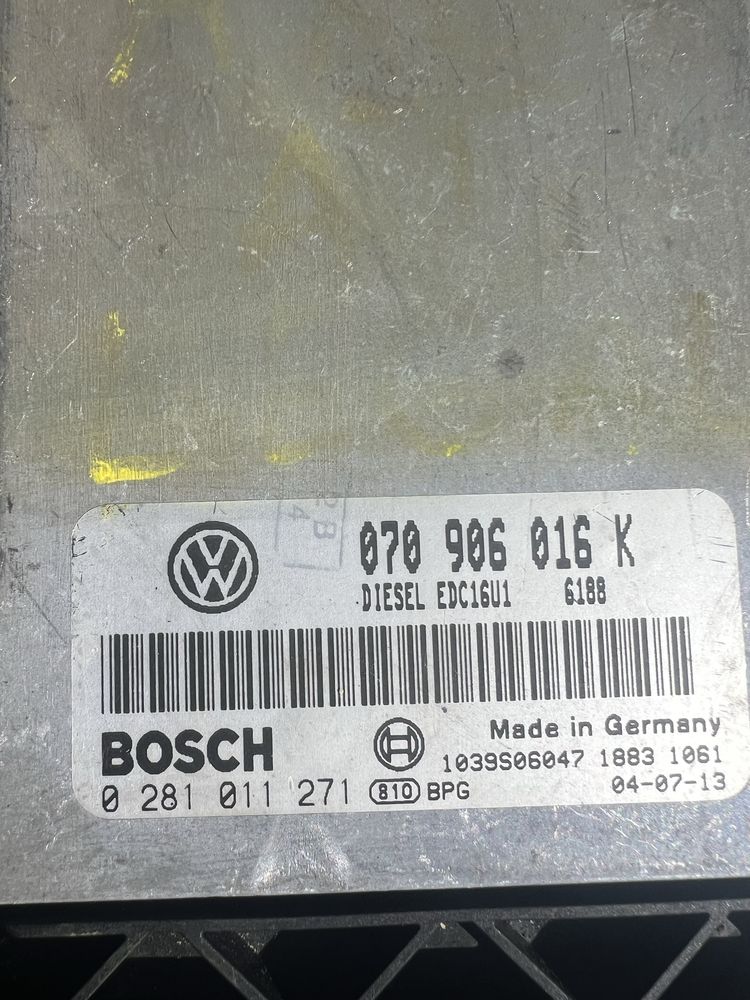 070 906 016 K
DIESEL EDC16U1 6188
BOSCH
Made in Germany
1039S06047 1883 1061
0 281 011 271 810 BPG
04-07-13